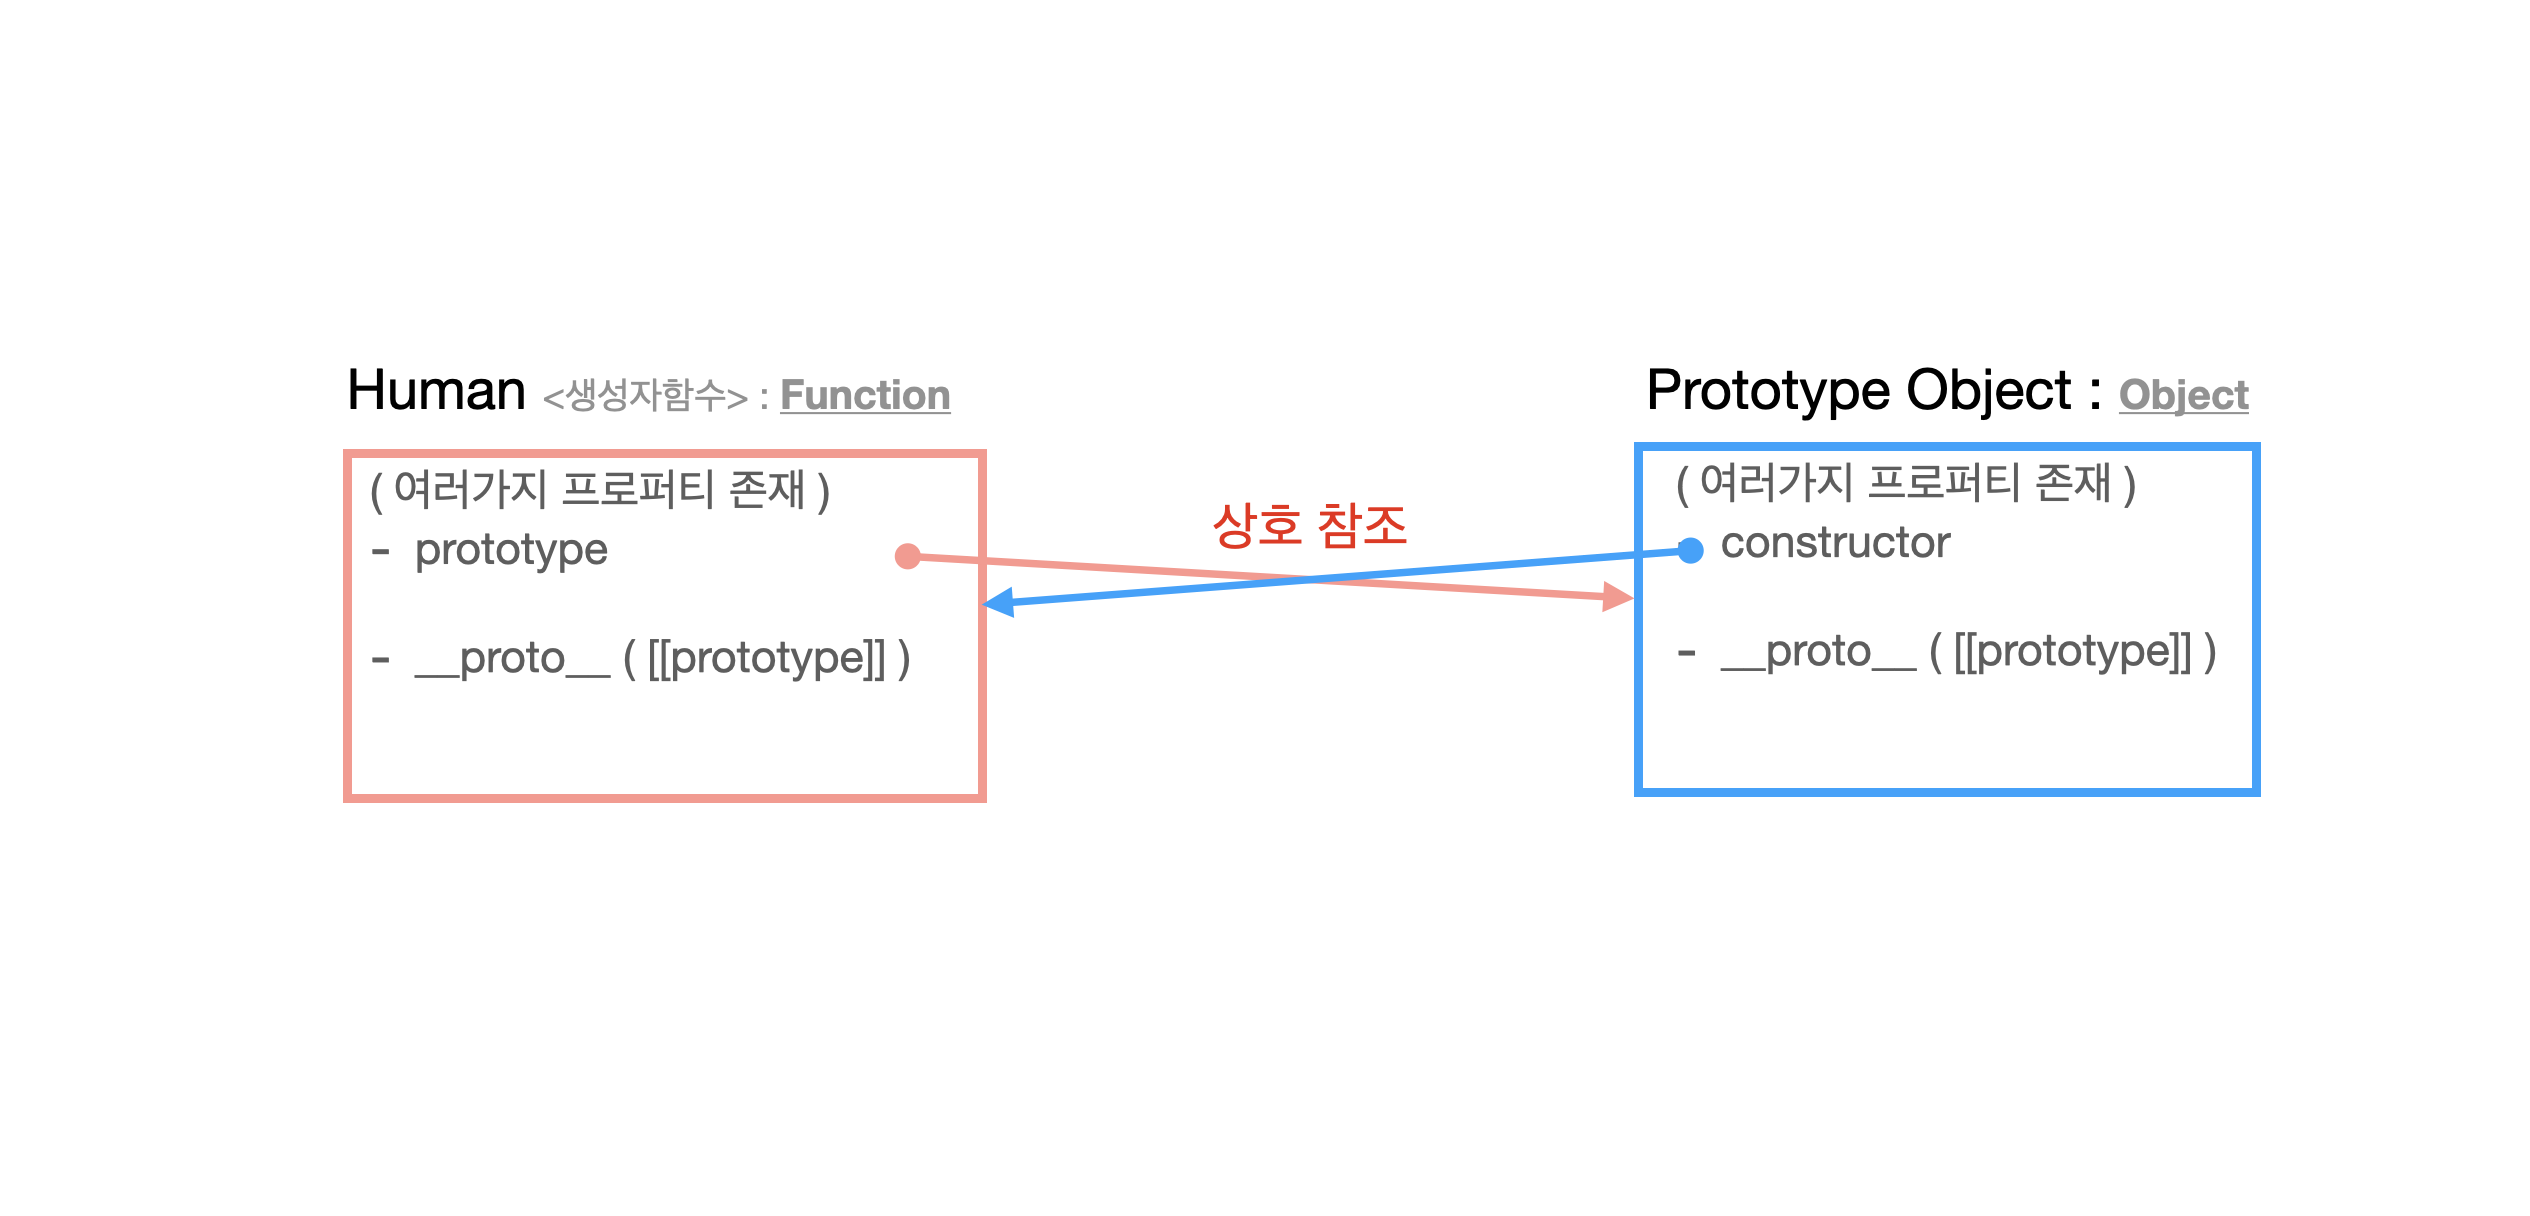 Human <생성자함수> : Function
( 여러가지 프로퍼티 존재 )
- prototype
- __proto__ ( [[prototype]] )
상호 참조
Prototype Object : Object
( 여러가지 프로퍼티 존재 )
- constructor
- __proto__ ( [[prototype]] )